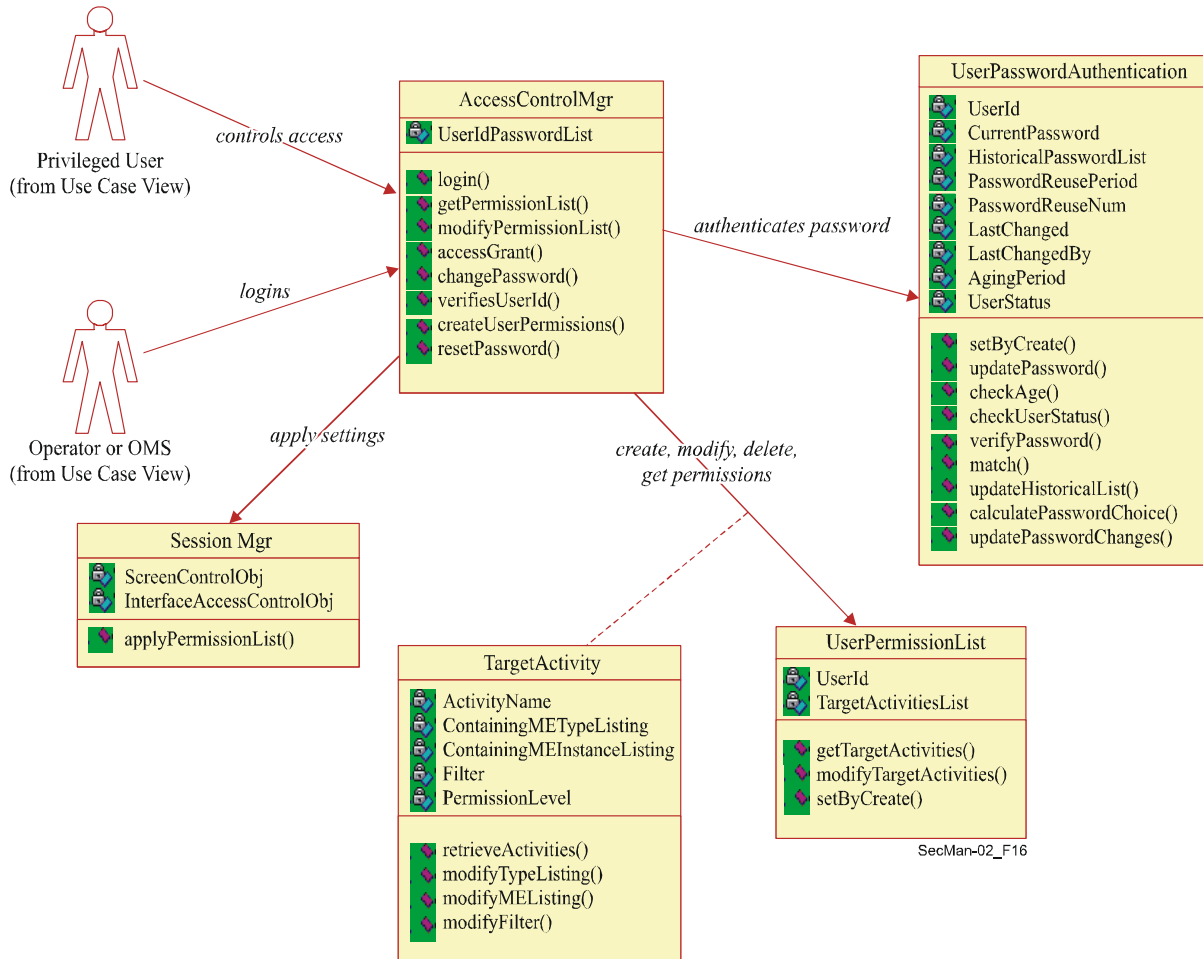 Privileged User
(from Use Case View)
controls access
Operator or OMS
(from Use Case View)
logins
AccessControlMgr
UserIdPasswordList
login()
getPermissionList()
modifyPermissionList()
accessGrant()
changePassword()
verifiesUserId()
createUserPermissions()
resetPassword()
authenticates password
UserPasswordAuthentication
UserId
CurrentPassword
HistoricalPasswordList
PasswordReusePeriod
PasswordReuseNum
LastChanged
LastChangedBy
AgingPeriod
UserStatus
setByCreate()
updatePassword()
checkAge()
checkUserStatus()
verifyPassword()
match()
updateHistoricalList()
calculatePasswordChoice()
updatePasswordChanges()
apply settings
create, modify, delete,
get permissions
Session Mgr
ScreenControlObj
InterfaceAccessControlObj
applyPermissionList()
TargetActivity
ActivityName
ContainingMETypeListing
ContainingMEInstanceListing
Filter
PermissionLevel
retrieveActivities()
modifyTypeListing()
modifyMEListing()
modifyFilter()
UserPermissionList
UserId
TargetActivitiesList
getTargetActivities()
modifyTargetActivities()
setByCreate()
SecMan-02_F16